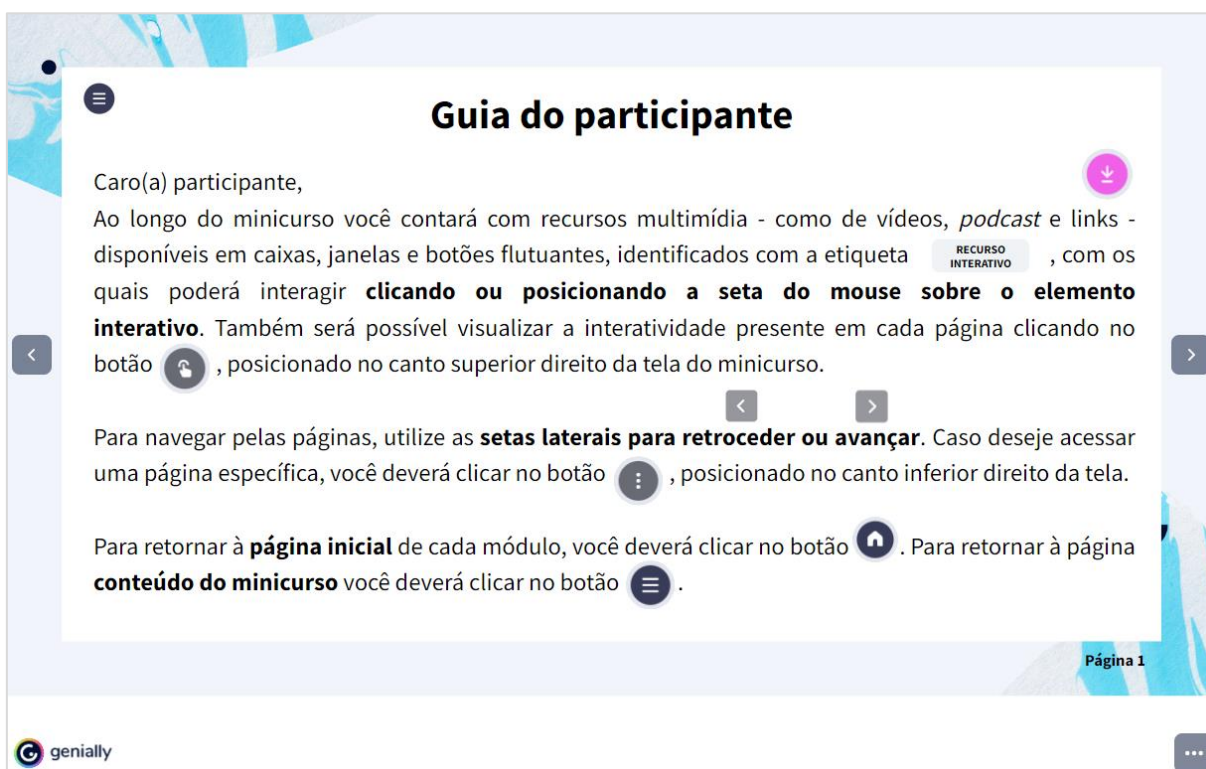 Guia do participante
Caro(a) participante,
Ao longo do minicurso você contará com recursos multimídia - como de vídeos, podcast e links -
disponíveis em caixas, janelas e botões flutuantes, identificados com a etiqueta RECURSO INTERATIVO , com os
quais poderá interagir clicando ou posicionando a seta do mouse sobre o elemento
interativo. Também será possível visualizar a interatividade presente em cada página clicando no
botão , posicionado no canto superior direito da tela do minicurso.
Para navegar pelas páginas, utilize as setas laterais para retroceder ou avançar. Caso deseje acessar
uma página específica, você deverá clicar no botão , posicionado no canto inferior direito da tela.
Para retornar à página inicial de cada módulo, você deverá clicar no botão . Para retornar à página
conteúdo do minicurso você deverá clicar no botão .
Página 1
genially